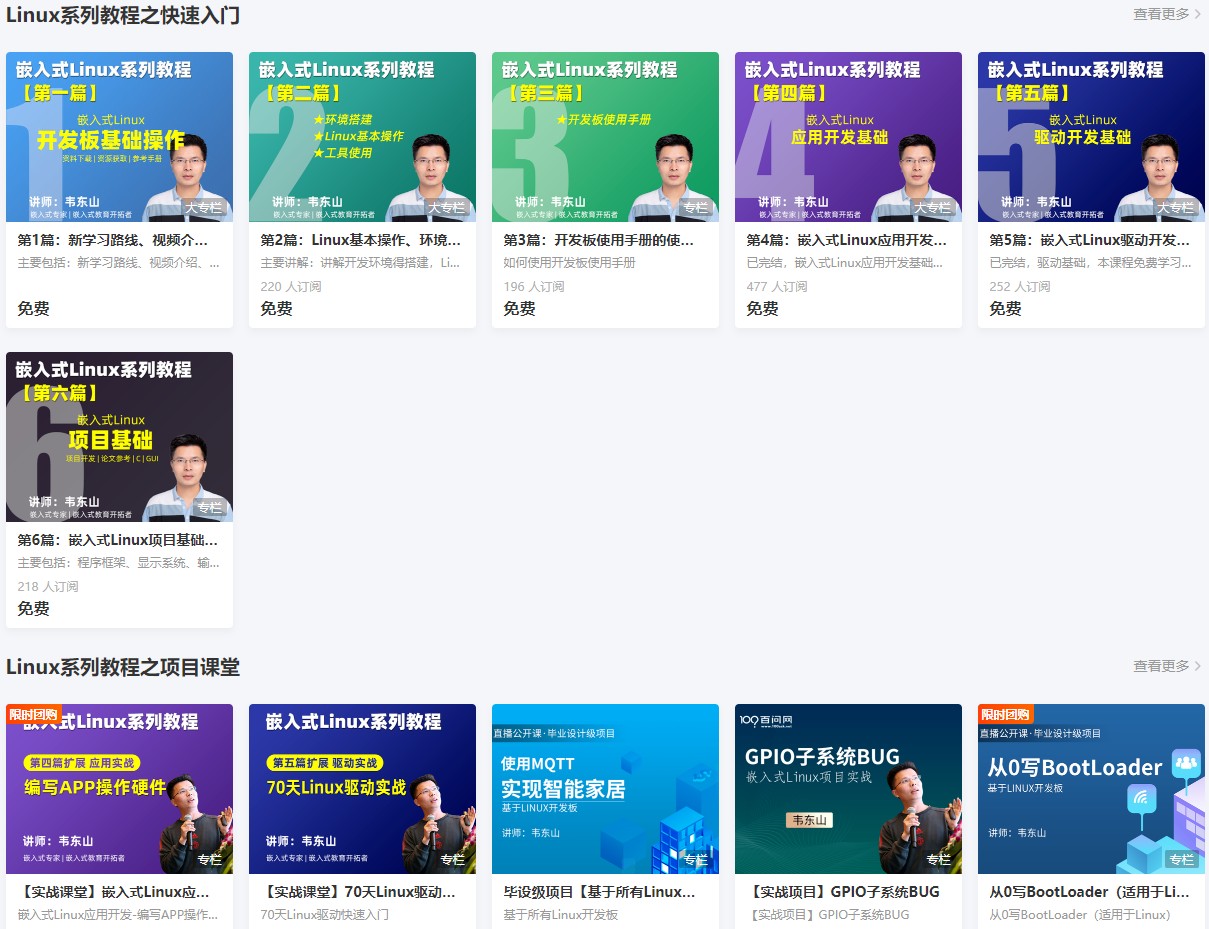 Linux系列教程之快速入门
查看更多 >
嵌入式Linux系列教程
【第一篇】
嵌入式Linux
开发板基础操作
资料下载 | 资源获取 | 参考手册
讲师：韦东山
嵌入式专家 | 嵌入式教育开拓者
大专栏
第1篇：新学习路线、视频介...
主要包括：新学习路线、视频介绍、...
免费
嵌入式Linux系列教程
【第二篇】
★环境搭建
★Linux基本操作
★工具使用
讲师：韦东山
嵌入式专家 | 嵌入式教育开拓者
大专栏
第2篇：Linux基本操作、环境...
主要讲解：讲解开发环境得搭建，Li...
220 人订阅
免费
嵌入式Linux系列教程
【第三篇】
★开发板使用手册
讲师：韦东山
嵌入式专家 | 嵌入式教育开拓者
专栏
第3篇：开发板使用手册的使...
如何使用开发板使用手册
196 人订阅
免费
嵌入式Linux系列教程
【第四篇】
嵌入式Linux
应用开发基础
讲师：韦东山
嵌入式专家 | 嵌入式教育开拓者
大专栏
第4篇：嵌入式Linux应用开发...
已完结，嵌入式Linux应用开发基础...
477 人订阅
免费
嵌入式Linux系列教程
【第五篇】
嵌入式Linux
驱动开发基础
讲师：韦东山
嵌入式专家 | 嵌入式教育开拓者
大专栏
第5篇：嵌入式Linux驱动开发...
已完结，驱动基础，本课程免费学习...
252 人订阅
免费
嵌入式Linux系列教程
【第六篇】
嵌入式Linux
项目基础
项目开发 | 论文参考 | C | GUI
讲师：韦东山
嵌入式专家 | 嵌入式教育开拓者
专栏
第6篇：嵌入式Linux项目基础...
主要包括：程序框架、显示系统、输...
218 人订阅
免费
Linux系列教程之项目课堂
查看更多 >
限时团购
入式Linux系列教程
第四篇扩展 应用实战
编写APP操作硬件
讲师：韦东山
嵌入式专家 | 嵌入式教育开拓者
专栏
【实战课堂】嵌入式Linux应...
嵌入式Linux应用开发-编写APP操作...
嵌入式Linux系列教程
第五篇扩展 驱动实战
70天Linux驱动实战
讲师：韦东山
嵌入式专家 | 嵌入式教育开拓者
专栏
【实战课堂】70天Linux驱动...
70天Linux驱动快速入门
直播公开课·毕业设计级项目
使用MQTT
实现智能家居
基于LINUX开发板
讲师：韦东山
专栏
毕设级项目【基于所有Linux...
基于所有Linux开发板
100百问网
www.100ask.net
GPIO子系统BUG
嵌入式Linux项目实战
韦东山
专栏
【实战项目】GPIO子系统BUG
【实战项目】GPIO子系统BUG
限时团购
直播公开课·毕业设计级项目
从0写BootLoader
基于LINUX开发板
讲师：韦东山
专栏
从0写BootLoader（适用于Li...
从0写BootLoader（适用于Linux）